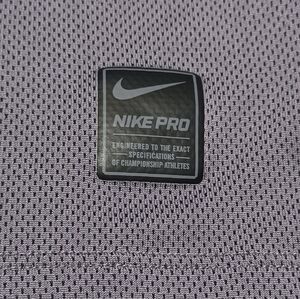 NIKE PRO
ENGINEERED TO THE EXACT
SPECIFICATIONS
OF CHAMPIONSHIP ATHLETES